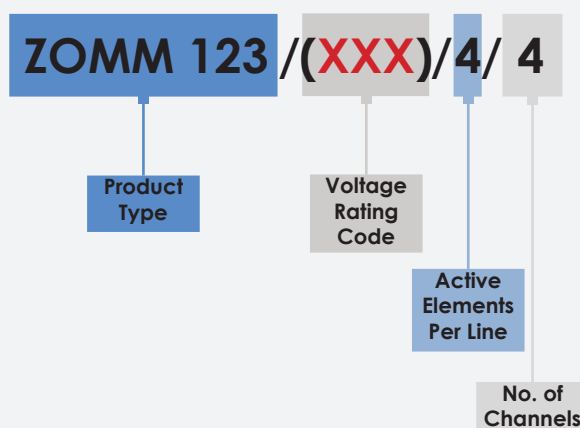 ZOMM 123/(XXX)/4/ 4
Product
Type
Voltage
Rating
Code
Active
Elements
Per Line
No. of
Channels